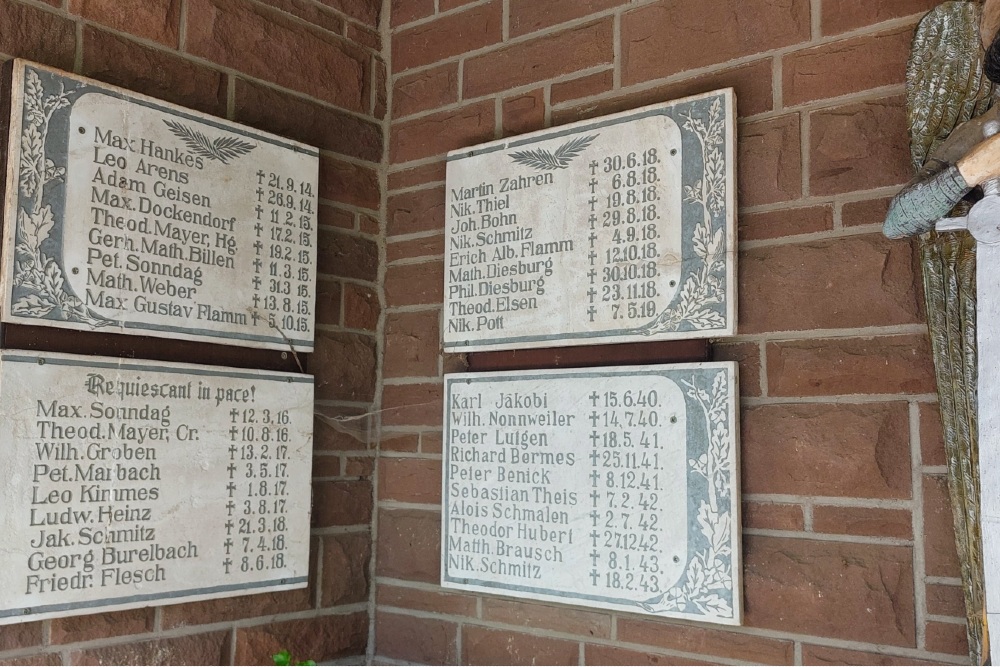 Max Hankes †21.9.14.
Leo Arens †26.9.14.
Adam Geisen †11.2.15.
Max. Dockendorf †17.2.15.
Theod. Mayer, Hg. †19.2.15.
Gerh. Math. Billen †11.3.15.
Pet. Sonndag †31.3.15.
Math. Weber †13.8.15.
Max Gustav Flamm †5.10.15.
Requiescant in pace!
Max. Sonndag †12.3.16.
Theod. Mayer, Cr. †10.8.16.
Wilh. Groben †13.2.17.
Pet. Marbach †3.5.17.
Leo Kimmes †1.8.17.
Ludw. Heinz †3.8.17.
Jak. Schmitz †21.3.18.
Georg Burelbach †7.4.18.
Friedr. Flesch †8.6.18.
Martin Zahren †30.6.18.
Nik. Thiel †6.8.18.
Joh. Bohn †19.8.18.
Nik. Schmitz †29.8.18.
Erich Alb. Flamm †4.9.18.
Math. Diesburg †12.10.18.
Phil. Diesburg †30.10.18.
Theod. Elsen †23.11.18.
Nik. Pott †7.5.19.
Karl Jakobi †15.6.40.
Wilh. Nonnweiler †14.7.40.
Peter Lutgen †18.5.41.
Richard Bermes †25.11.41.
Peter Benick †8.12.41.
Sebastian Theis †7.2.42.
Alois Schmalen †2.7.42.
Theodor Hubert †27.12.42.
Matth. Brausch †8.1.43.
Nik. Schmitz †18.2.43.